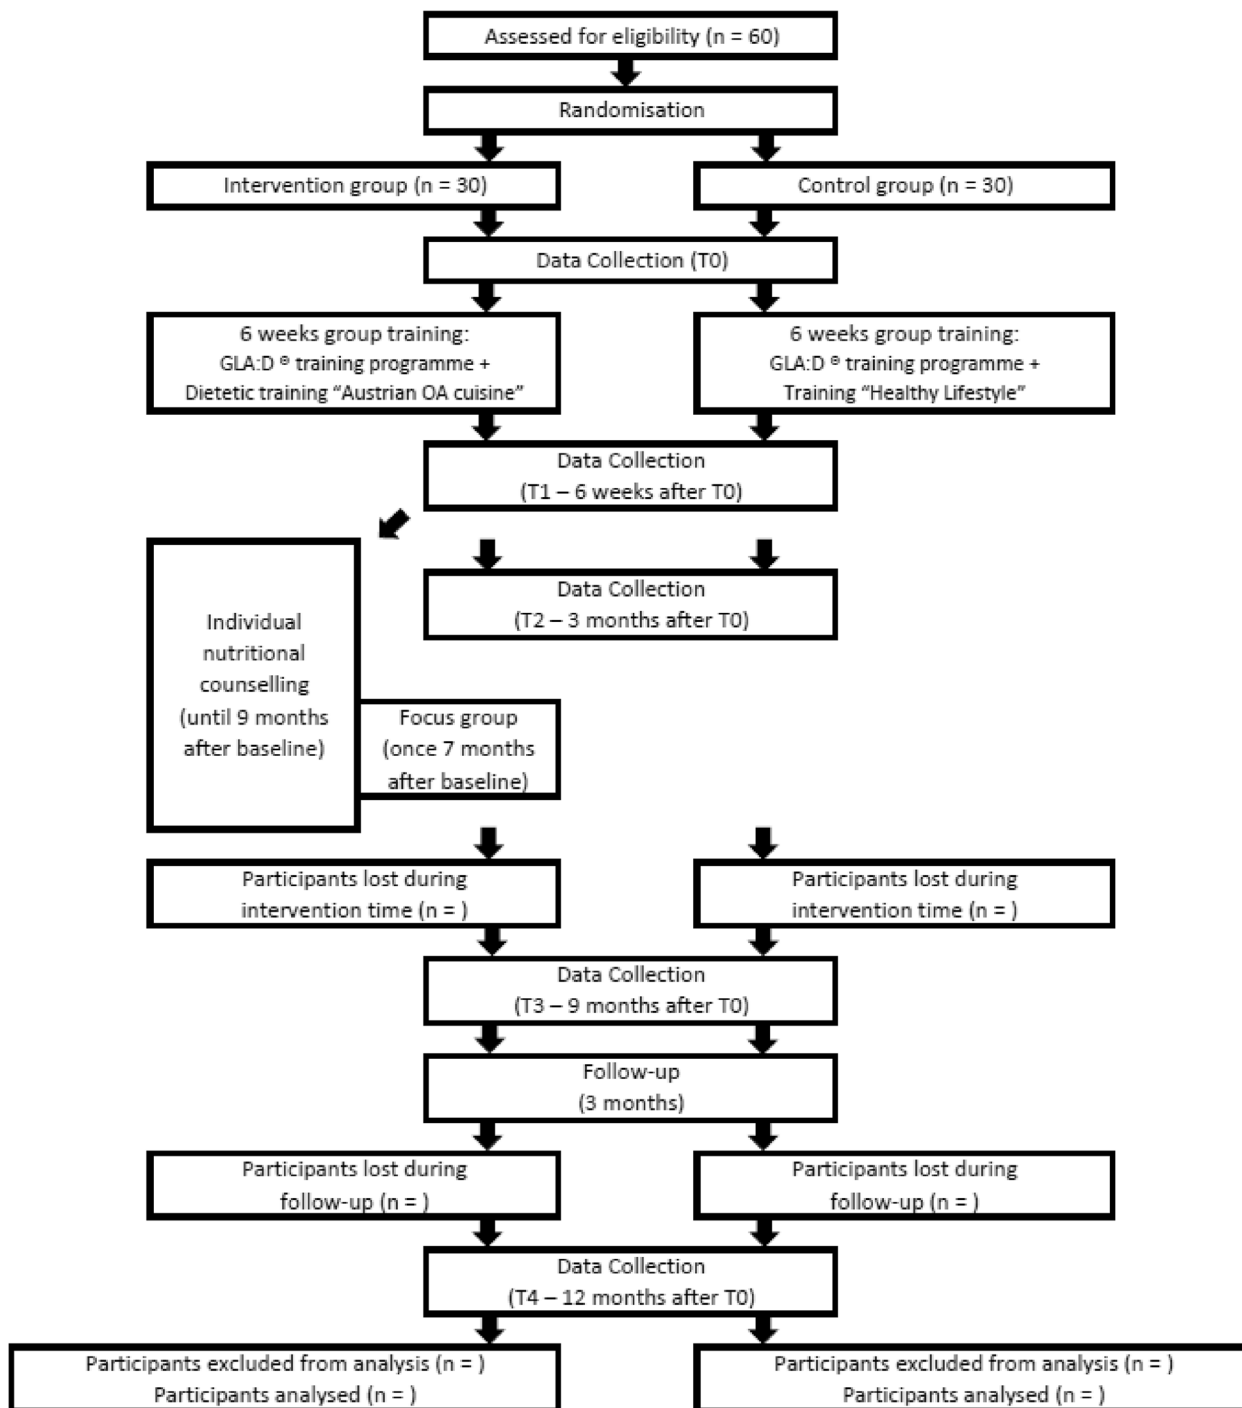 Assessed for eligibility (n = 60)
Randomisation
Intervention group (n = 30)
Control group (n = 30)
Data Collection (T0)
6 weeks group training:
GLA:D ® training programme +
Dietetic training “Austrian OA cuisine”
6 weeks group training:
GLA:D ® training programme +
Training “Healthy Lifestyle”
Data Collection
(T1 – 6 weeks after T0)
Data Collection
(T2 – 3 months after T0)
Individual
nutritional
counselling
(until 9 months
after baseline)
Focus group
(once 7 months
after baseline)
Participants lost during
intervention time (n = )
Participants lost during
intervention time (n = )
Data Collection
(T3 – 9 months after T0)
Follow-up
(3 months)
Participants lost during
follow-up (n = )
Participants lost during
follow-up (n = )
Data Collection
(T4 – 12 months after T0)
Participants excluded from analysis (n = )
Participants analysed (n = )
Participants excluded from analysis (n = )
Participants analysed (n = )